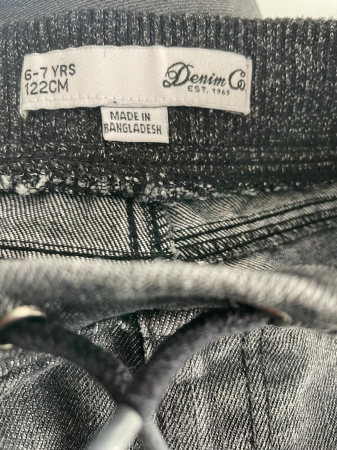 6-7 YRS
122CM
Denim Co
EST. 1969
MADE IN
BANGLADESH